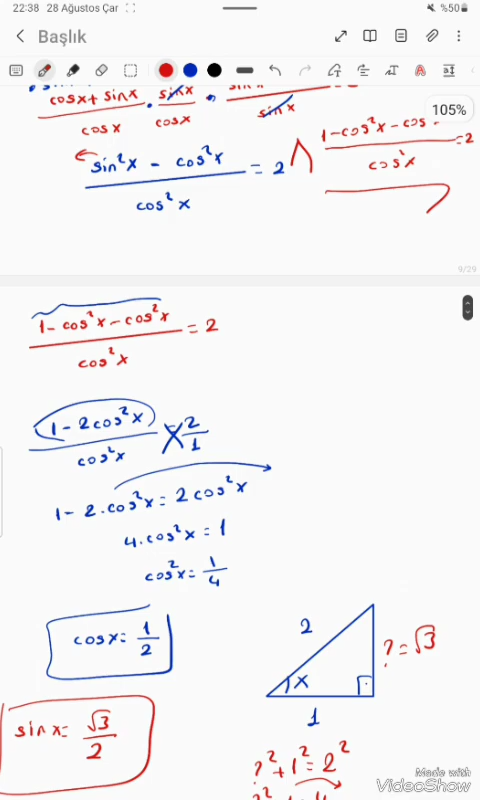 22:38 28 Ağustos Çar %50
Başlık
105%
cosx + sinx / cosx · sinx / cosx · / sinx
sin²x - cos²x / cos²x = 2
1-cos²x-cos / cos²x = 2
9/29
1-cos²x-cos²x / cos²x = 2
1-2cos²x / cos²x 2/1
1-2.cos²x = 2cos²x
4.cos²x = 1
cos²x = 1/4
cosx = 1/2
2
? = √3
x
1
sinx = √3/2
?²+1²=2²
Made with
VideoShow